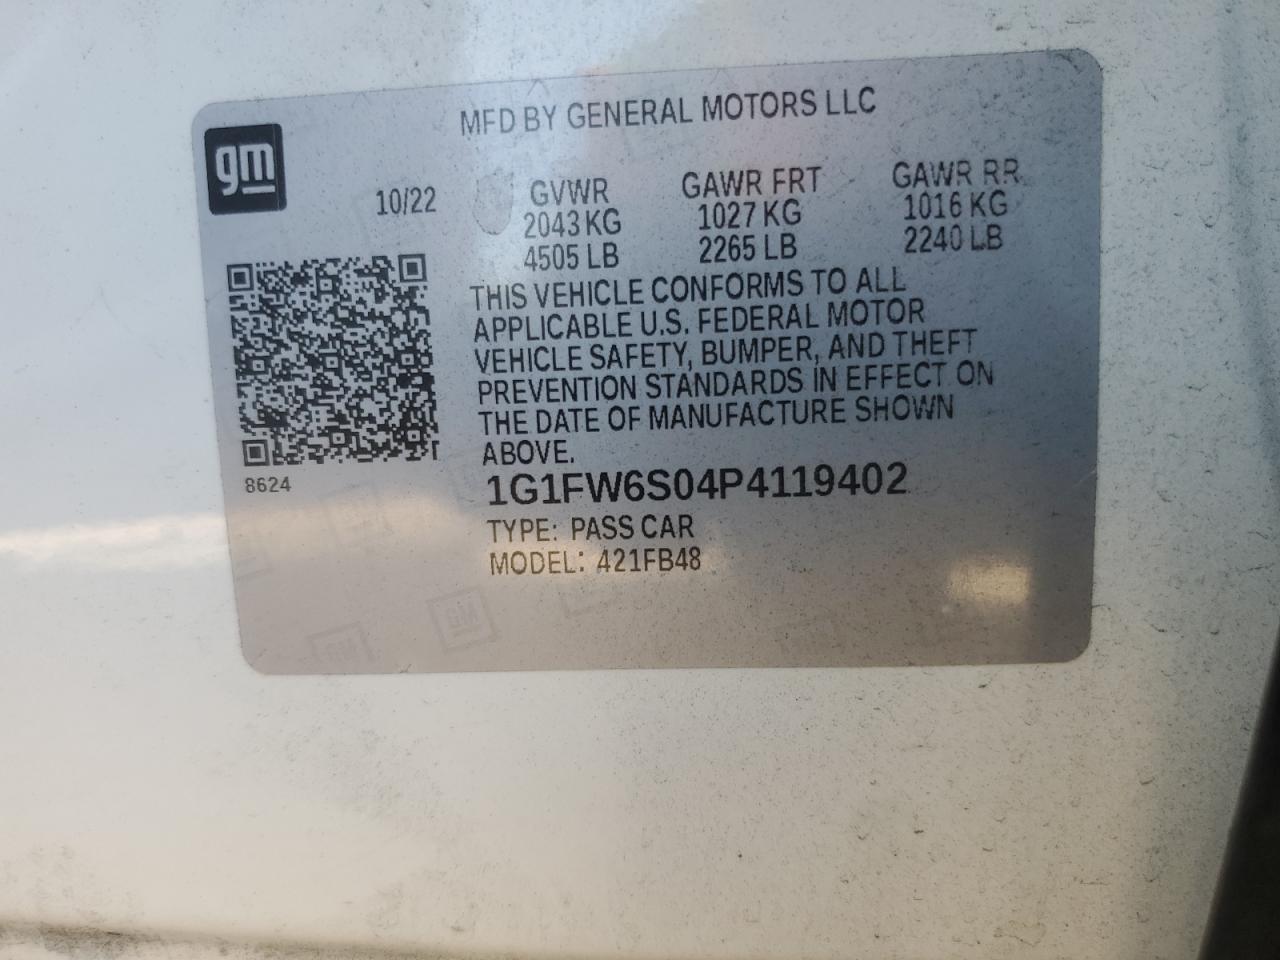 MFD BY GENERAL MOTORS LLC
gm
10/22
GVWR GAWR FRT GAWR RR
2043 KG 1027 KG 1016 KG
4505 LB 2265 LB 2240 LB
THIS VEHICLE CONFORMS TO ALL
APPLICABLE U.S. FEDERAL MOTOR
VEHICLE SAFETY, BUMPER, AND THEFT
PREVENTION STANDARDS IN EFFECT ON
THE DATE OF MANUFACTURE SHOWN
ABOVE.
8624
1G1FW6S04P4119402
TYPE: PASS CAR
MODEL: 421FB48
GM
GM